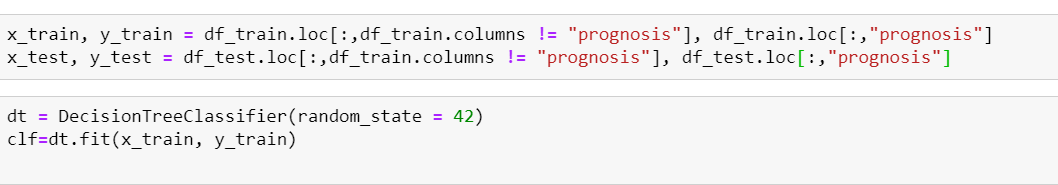 x_train, y_train = df_train.loc[:,df_train.columns != "prognosis"], df_train.loc[:,"prognosis"]
x_test, y_test = df_test.loc[:,df_train.columns != "prognosis"], df_test.loc[:,"prognosis"]
dt = DecisionTreeClassifier(random_state = 42)
clf=dt.fit(x_train, y_train)